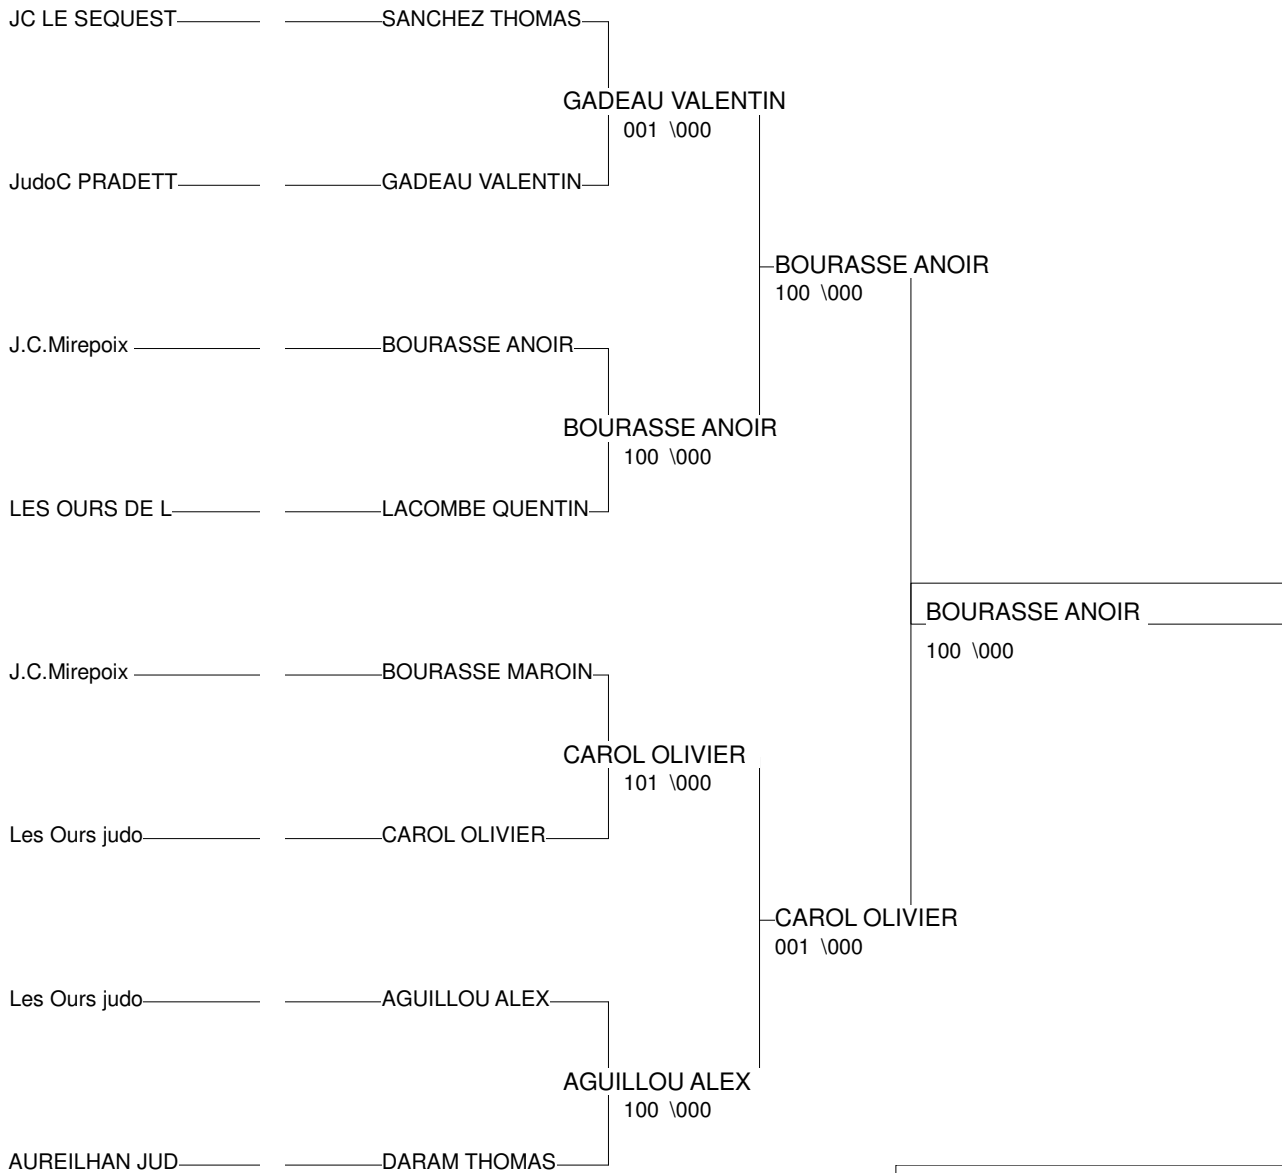 JC LE SEQUEST SANCHEZ THOMAS
GADEAU VALENTIN
001 \000
JudoC PRADETT GADEAU VALENTIN
BOURASSE ANOIR
100 \000
J.C.Mirepoix BOURASSE ANOIR
BOURASSE ANOIR
100 \000
LES OURS DE L LACOMBE QUENTIN
BOURASSE ANOIR
100 \000
J.C.Mirepoix BOURASSE MAROIN
CAROL OLIVIER
101 \000
Les Ours judo CAROL OLIVIER
CAROL OLIVIER
001 \000
Les Ours judo AGUILLOU ALEX
AGUILLOU ALEX
100 \000
AUREILHAN JUD DARAM THOMAS